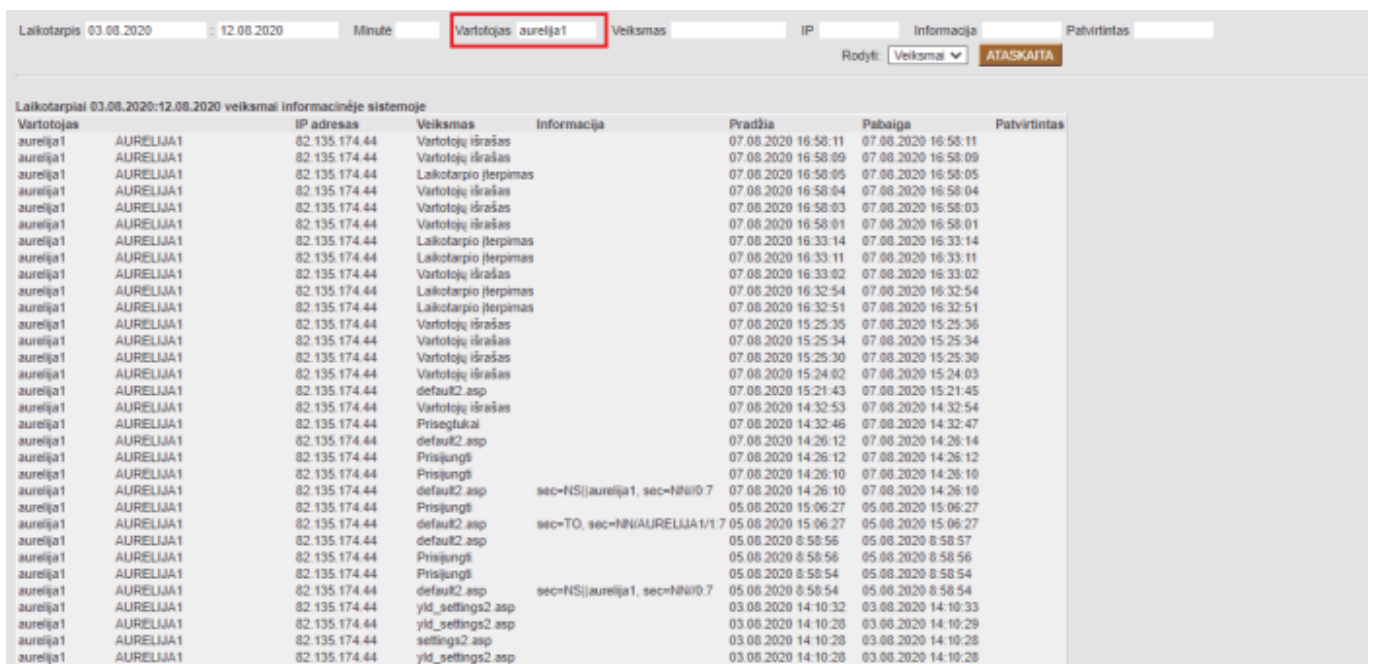 Laikotarpis 03.08.2020 : 12.08.2020 Minutė Vartotojas aurelija1 Veiksmas IP Informacija Patvirtintas
Rodyti: Veiksmai ATASKAITA
Laikotarpiai 03.08.2020:12.08.2020 veiksmai informacinėje sistemoje
Vartotojas IP adresas Veiksmas Informacija Pradžia Pabaiga Patvirtintas
aurelija1 AURELIJA1 82.135.174.44 Vartotojų išrašas 07.08.2020 16:58:11 07.08.2020 16:58:11
aurelija1 AURELIJA1 82.135.174.44 Vartotojų išrašas 07.08.2020 16:58:09 07.08.2020 16:58:09
aurelija1 AURELIJA1 82.135.174.44 Laikotarpio įterpimas 07.08.2020 16:58:05 07.08.2020 16:58:05
aurelija1 AURELIJA1 82.135.174.44 Vartotojų išrašas 07.08.2020 16:58:04 07.08.2020 16:58:04
aurelija1 AURELIJA1 82.135.174.44 Vartotojų išrašas 07.08.2020 16:58:03 07.08.2020 16:58:03
aurelija1 AURELIJA1 82.135.174.44 Vartotojų išrašas 07.08.2020 16:58:01 07.08.2020 16:58:01
aurelija1 AURELIJA1 82.135.174.44 Laikotarpio įterpimas 07.08.2020 16:33:14 07.08.2020 16:33:14
aurelija1 AURELIJA1 82.135.174.44 Laikotarpio įterpimas 07.08.2020 16:33:11 07.08.2020 16:33:11
aurelija1 AURELIJA1 82.135.174.44 Vartotojų išrašas 07.08.2020 16:33:02 07.08.2020 16:33:02
aurelija1 AURELIJA1 82.135.174.44 Laikotarpio įterpimas 07.08.2020 16:32:54 07.08.2020 16:32:54
aurelija1 AURELIJA1 82.135.174.44 Laikotarpio įterpimas 07.08.2020 16:32:51 07.08.2020 16:32:51
aurelija1 AURELIJA1 82.135.174.44 Vartotojų išrašas 07.08.2020 15:25:35 07.08.2020 15:25:36
aurelija1 AURELIJA1 82.135.174.44 Vartotojų išrašas 07.08.2020 15:25:34 07.08.2020 15:25:34
aurelija1 AURELIJA1 82.135.174.44 Vartotojų išrašas 07.08.2020 15:25:30 07.08.2020 15:25:30
aurelija1 AURELIJA1 82.135.174.44 Vartotojų išrašas 07.08.2020 15:24:02 07.08.2020 15:24:03
aurelija1 AURELIJA1 82.135.174.44 default2.asp 07.08.2020 15:21:43 07.08.2020 15:21:45
aurelija1 AURELIJA1 82.135.174.44 Vartotojų išrašas 07.08.2020 14:32:53 07.08.2020 14:32:54
aurelija1 AURELIJA1 82.135.174.44 Prisegtukai 07.08.2020 14:32:46 07.08.2020 14:32:47
aurelija1 AURELIJA1 82.135.174.44 default2.asp 07.08.2020 14:26:12 07.08.2020 14:26:14
aurelija1 AURELIJA1 82.135.174.44 Prisijungti 07.08.2020 14:26:12 07.08.2020 14:26:12
aurelija1 AURELIJA1 82.135.174.44 Prisijungti 07.08.2020 14:26:10 07.08.2020 14:26:10
aurelija1 AURELIJA1 82.135.174.44 default2.asp sec=NS||aurelija1, sec=NN//0:7 07.08.2020 14:26:10 07.08.2020 14:26:10
aurelija1 AURELIJA1 82.135.174.44 Prisijungti 05.08.2020 15:06:27 05.08.2020 15:06:27
aurelija1 AURELIJA1 82.135.174.44 default2.asp sec=TO, sec=NN/AURELIJA1/1:7 05.08.2020 15:06:27 05.08.2020 15:06:27
aurelija1 AURELIJA1 82.135.174.44 default2.asp 05.08.2020 8:58:56 05.08.2020 8:58:57
aurelija1 AURELIJA1 82.135.174.44 Prisijungti 05.08.2020 8:58:56 05.08.2020 8:58:56
aurelija1 AURELIJA1 82.135.174.44 Prisijungti 05.08.2020 8:58:54 05.08.2020 8:58:54
aurelija1 AURELIJA1 82.135.174.44 default2.asp sec=NS||aurelija1, sec=NN//0:7 05.08.2020 8:58:54 05.08.2020 8:58:54
aurelija1 AURELIJA1 82.135.174.44 yld_settings2.asp 03.08.2020 14:10:32 03.08.2020 14:10:33
aurelija1 AURELIJA1 82.135.174.44 yld_settings2.asp 03.08.2020 14:10:28 03.08.2020 14:10:29
aurelija1 AURELIJA1 82.135.174.44 settings2.asp 03.08.2020 14:10:28 03.08.2020 14:10:28
aurelija1 AURELIJA1 82.135.174.44 yld_settings2.asp 03.08.2020 14:10:28 03.08.2020 14:10:28